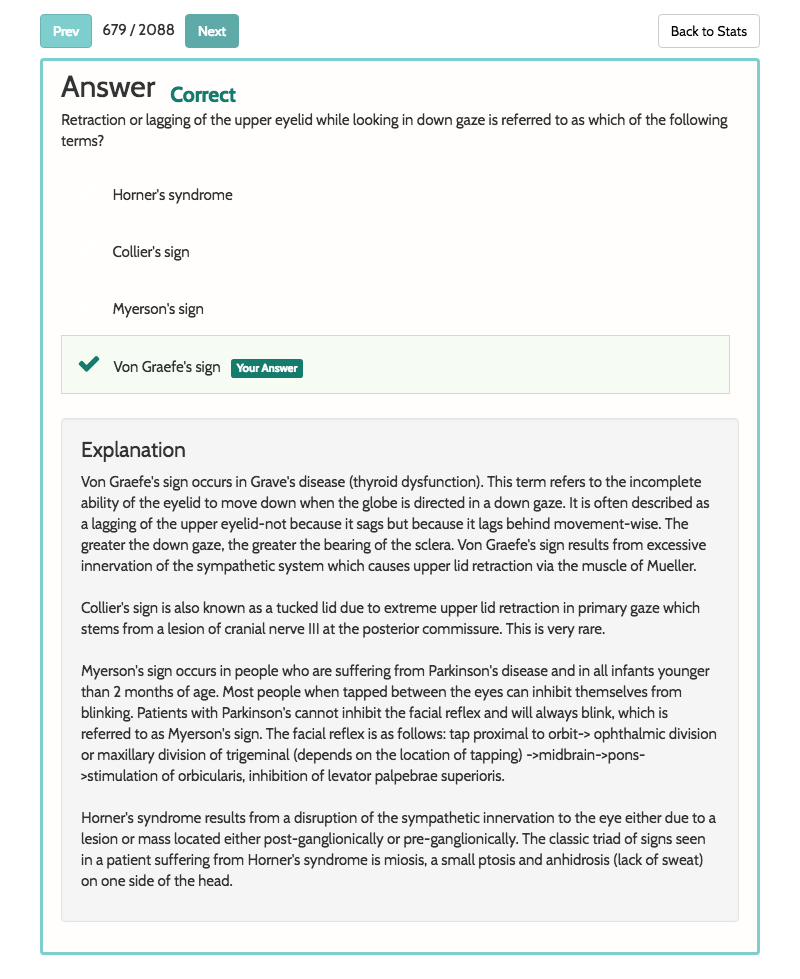 Prev 679 / 2088 Next Back to Stats
Answer Correct
Retraction or lagging of the upper eyelid while looking in down gaze is referred to as which of the following
terms?
Horner's syndrome
Collier's sign
Myerson's sign
Von Graefe's sign Your Answer
Explanation
Von Graefe's sign occurs in Grave's disease (thyroid dysfunction). This term refers to the incomplete
ability of the eyelid to move down when the globe is directed in a down gaze. It is often described as
a lagging of the upper eyelid-not because it sags but because it lags behind movement-wise. The
greater the down gaze, the greater the bearing of the sclera. Von Graefe's sign results from excessive
innervation of the sympathetic system which causes upper lid retraction via the muscle of Mueller.
Collier's sign is also known as a tucked lid due to extreme upper lid retraction in primary gaze which
stems from a lesion of cranial nerve III at the posterior commissure. This is very rare.
Myerson's sign occurs in people who are suffering from Parkinson's disease and in all infants younger
than 2 months of age. Most people when tapped between the eyes can inhibit themselves from
blinking. Patients with Parkinson's cannot inhibit the facial reflex and will always blink, which is
referred to as Myerson's sign. The facial reflex is as follows: tap proximal to orbit-> ophthalmic division
or maxillary division of trigeminal (depends on the location of tapping) ->midbrain->pons-
>stimulation of orbicularis, inhibition of levator palpebrae superioris.
Horner's syndrome results from a disruption of the sympathetic innervation to the eye either due to a
lesion or mass located either post-ganglionically or pre-ganglionically. The classic triad of signs seen
in a patient suffering from Horner's syndrome is miosis, a small ptosis and anhidrosis (lack of sweat)
on one side of the head.